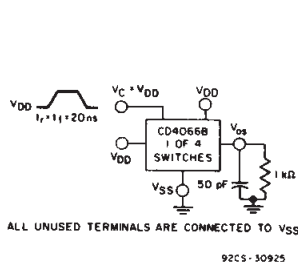 VC = VDD
VDD
VDD
tr = tf = 20ns
CD4066B
1 OF 4
SWITCHES
Vos
VDD
1 kΩ
50 pF
VSS
ALL UNUSED TERMINALS ARE CONNECTED TO VSS
92CS-30925